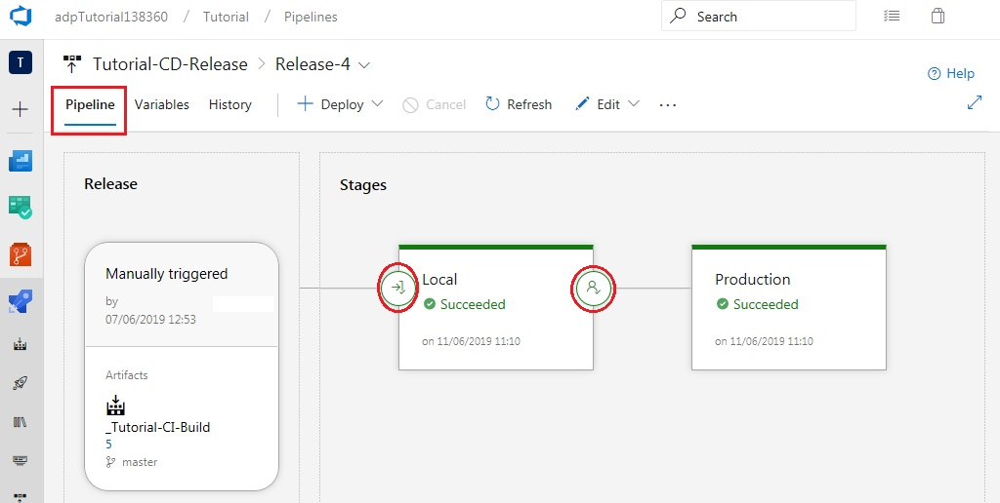 adpTutorial138360 / Tutorial / Pipelines
Search
T
Tutorial-CD-Release > Release-4
Help
Pipeline
Variables
History
Deploy
Cancel
Refresh
Edit
...
Release
Manually triggered
by
07/06/2019 12:53
Artifacts
_Tutorial-CI-Build
5
master
Stages
Local
Succeeded
on 11/06/2019 11:10
Production
Succeeded
on 11/06/2019 11:10